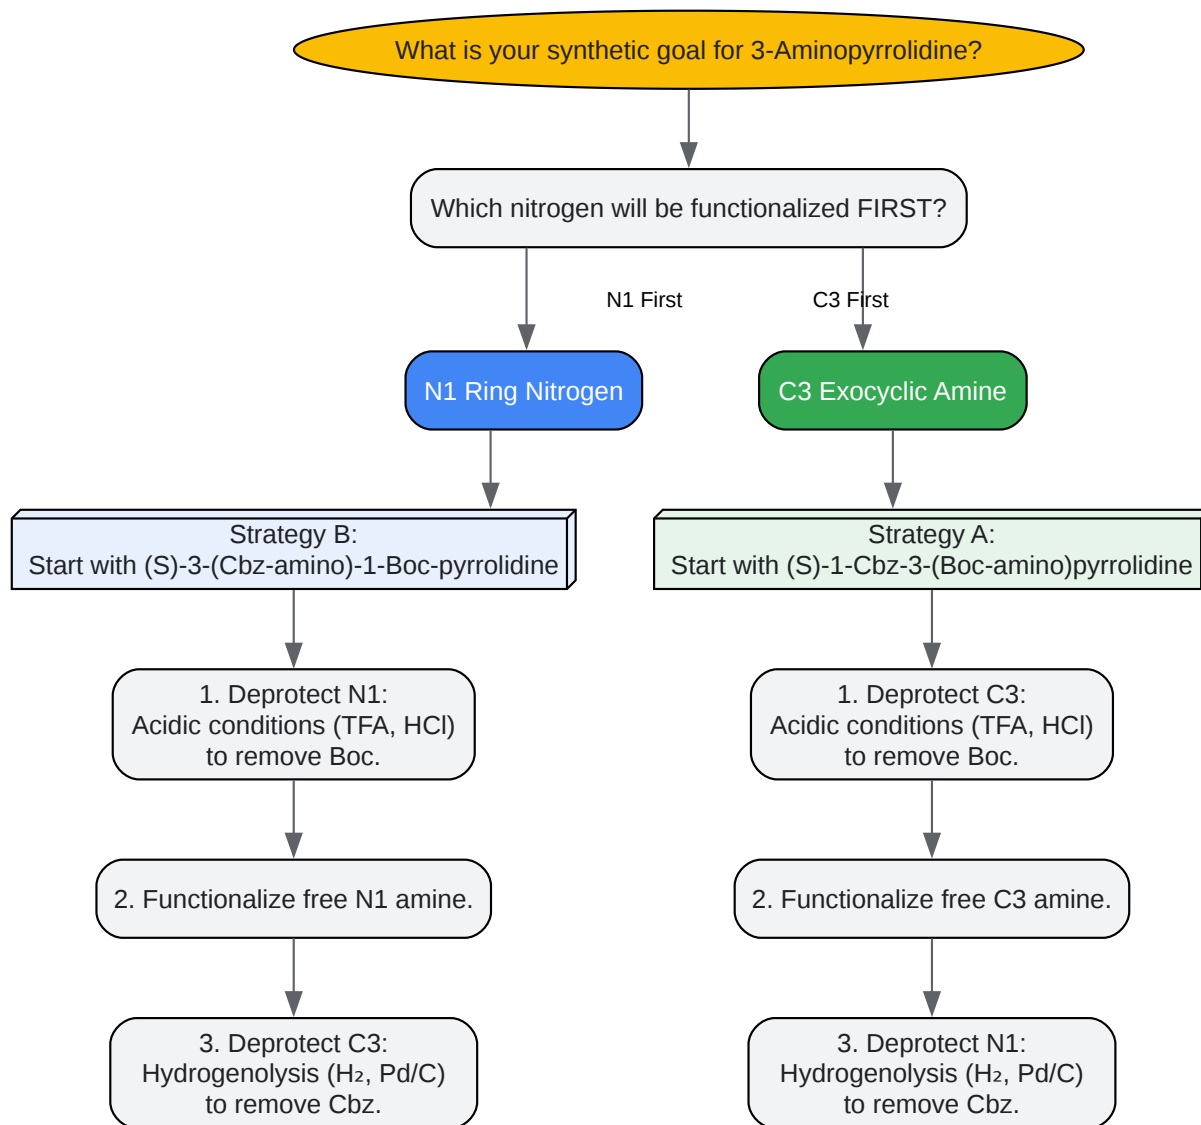 What is your synthetic goal for 3-Aminopyrrolidine?
Which nitrogen will be functionalized FIRST?
N1 First
C3 First
N1 Ring Nitrogen
C3 Exocyclic Amine
Strategy B:
Start with (S)-3-(Cbz-amino)-1-Boc-pyrrolidine
Strategy A:
Start with (S)-1-Cbz-3-(Boc-amino)pyrrolidine
1. Deprotect N1:
Acidic conditions (TFA, HCl)
to remove Boc.
1. Deprotect C3:
Acidic conditions (TFA, HCl)
to remove Boc.
2. Functionalize free N1 amine.
2. Functionalize free C3 amine.
3. Deprotect C3:
Hydrogenolysis (H₂, Pd/C)
to remove Cbz.
3. Deprotect N1:
Hydrogenolysis (H₂, Pd/C)
to remove Cbz.